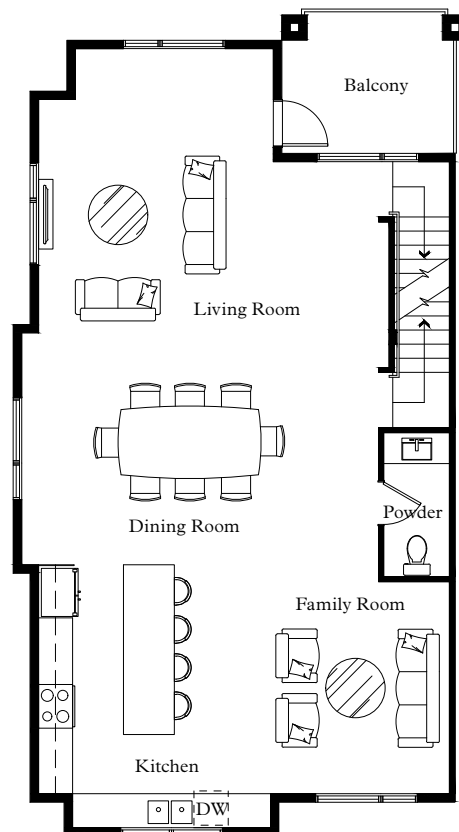 Balcony
Living Room
Powder
Dining Room
Family Room
Kitchen
DW